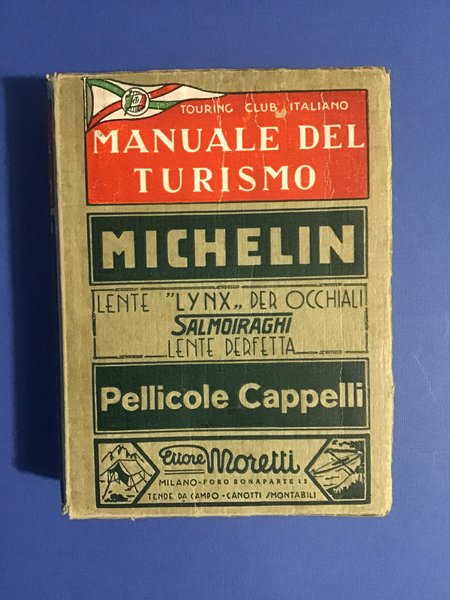 TOURING CLUB ITALIANO
MANUALE DEL
TURISMO
MICHELIN
LENTE "LYNX„ PER OCCHIALI
SALMOIRAGHI
LENTE PERFETTA
Pellicole Cappelli
Ettore Moretti
MILANO-FORO BONAPARTE 12
TENDE DA CAMPO-CANOTTI SMONTABILI